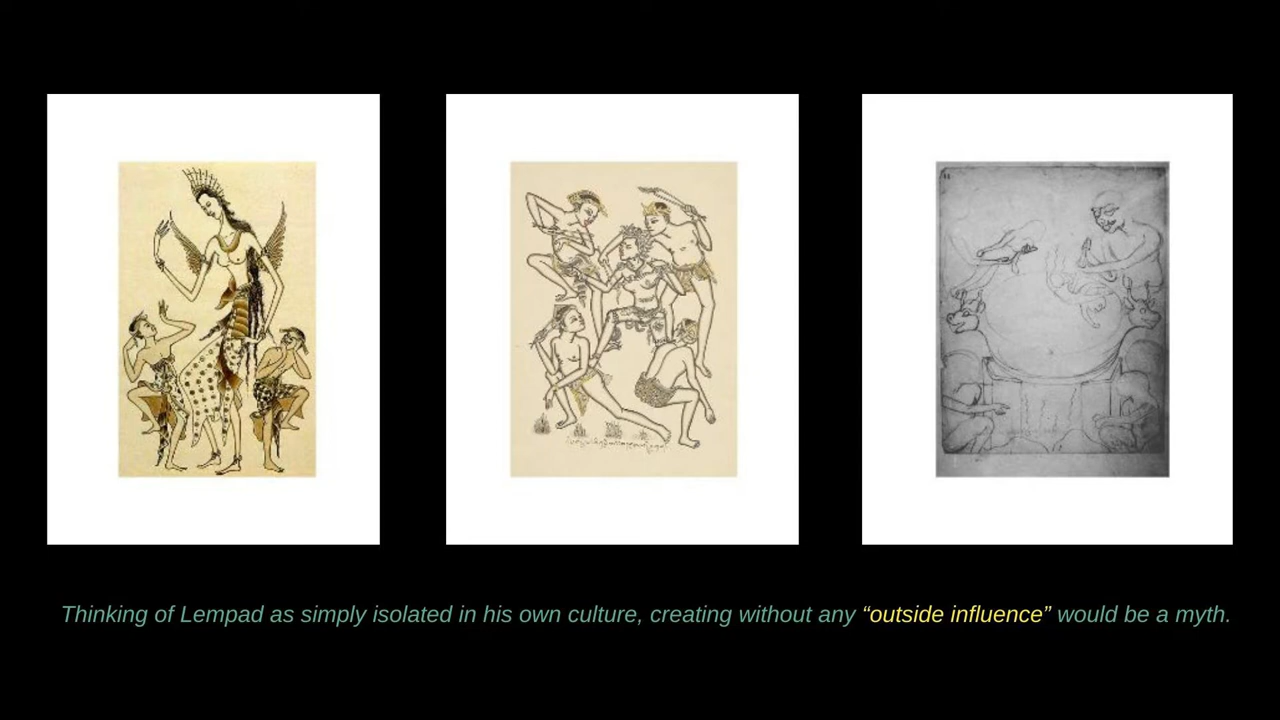 Thinking of Lempad as simply isolated in his own culture, creating without any “outside influence” would be a myth.